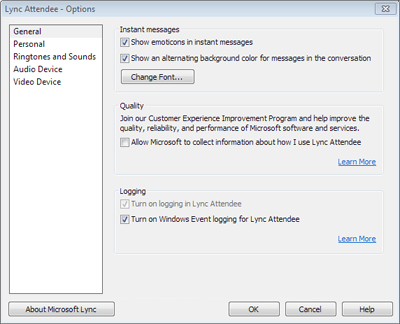 Lync Attendee - Options
General
Personal
Ringtones and Sounds
Audio Device
Video Device
Instant messages
Show emoticons in instant messages
Show an alternating background color for messages in the conversation
Change Font...
Quality
Join our Customer Experience Improvement Program and help improve the
quality, reliability, and performance of Microsoft software and services.
Allow Microsoft to collect information about how I use Lync Attendee
Learn More
Logging
Turn on logging in Lync Attendee
Turn on Windows Event logging for Lync Attendee
Learn More
About Microsoft Lync
OK
Cancel
Help